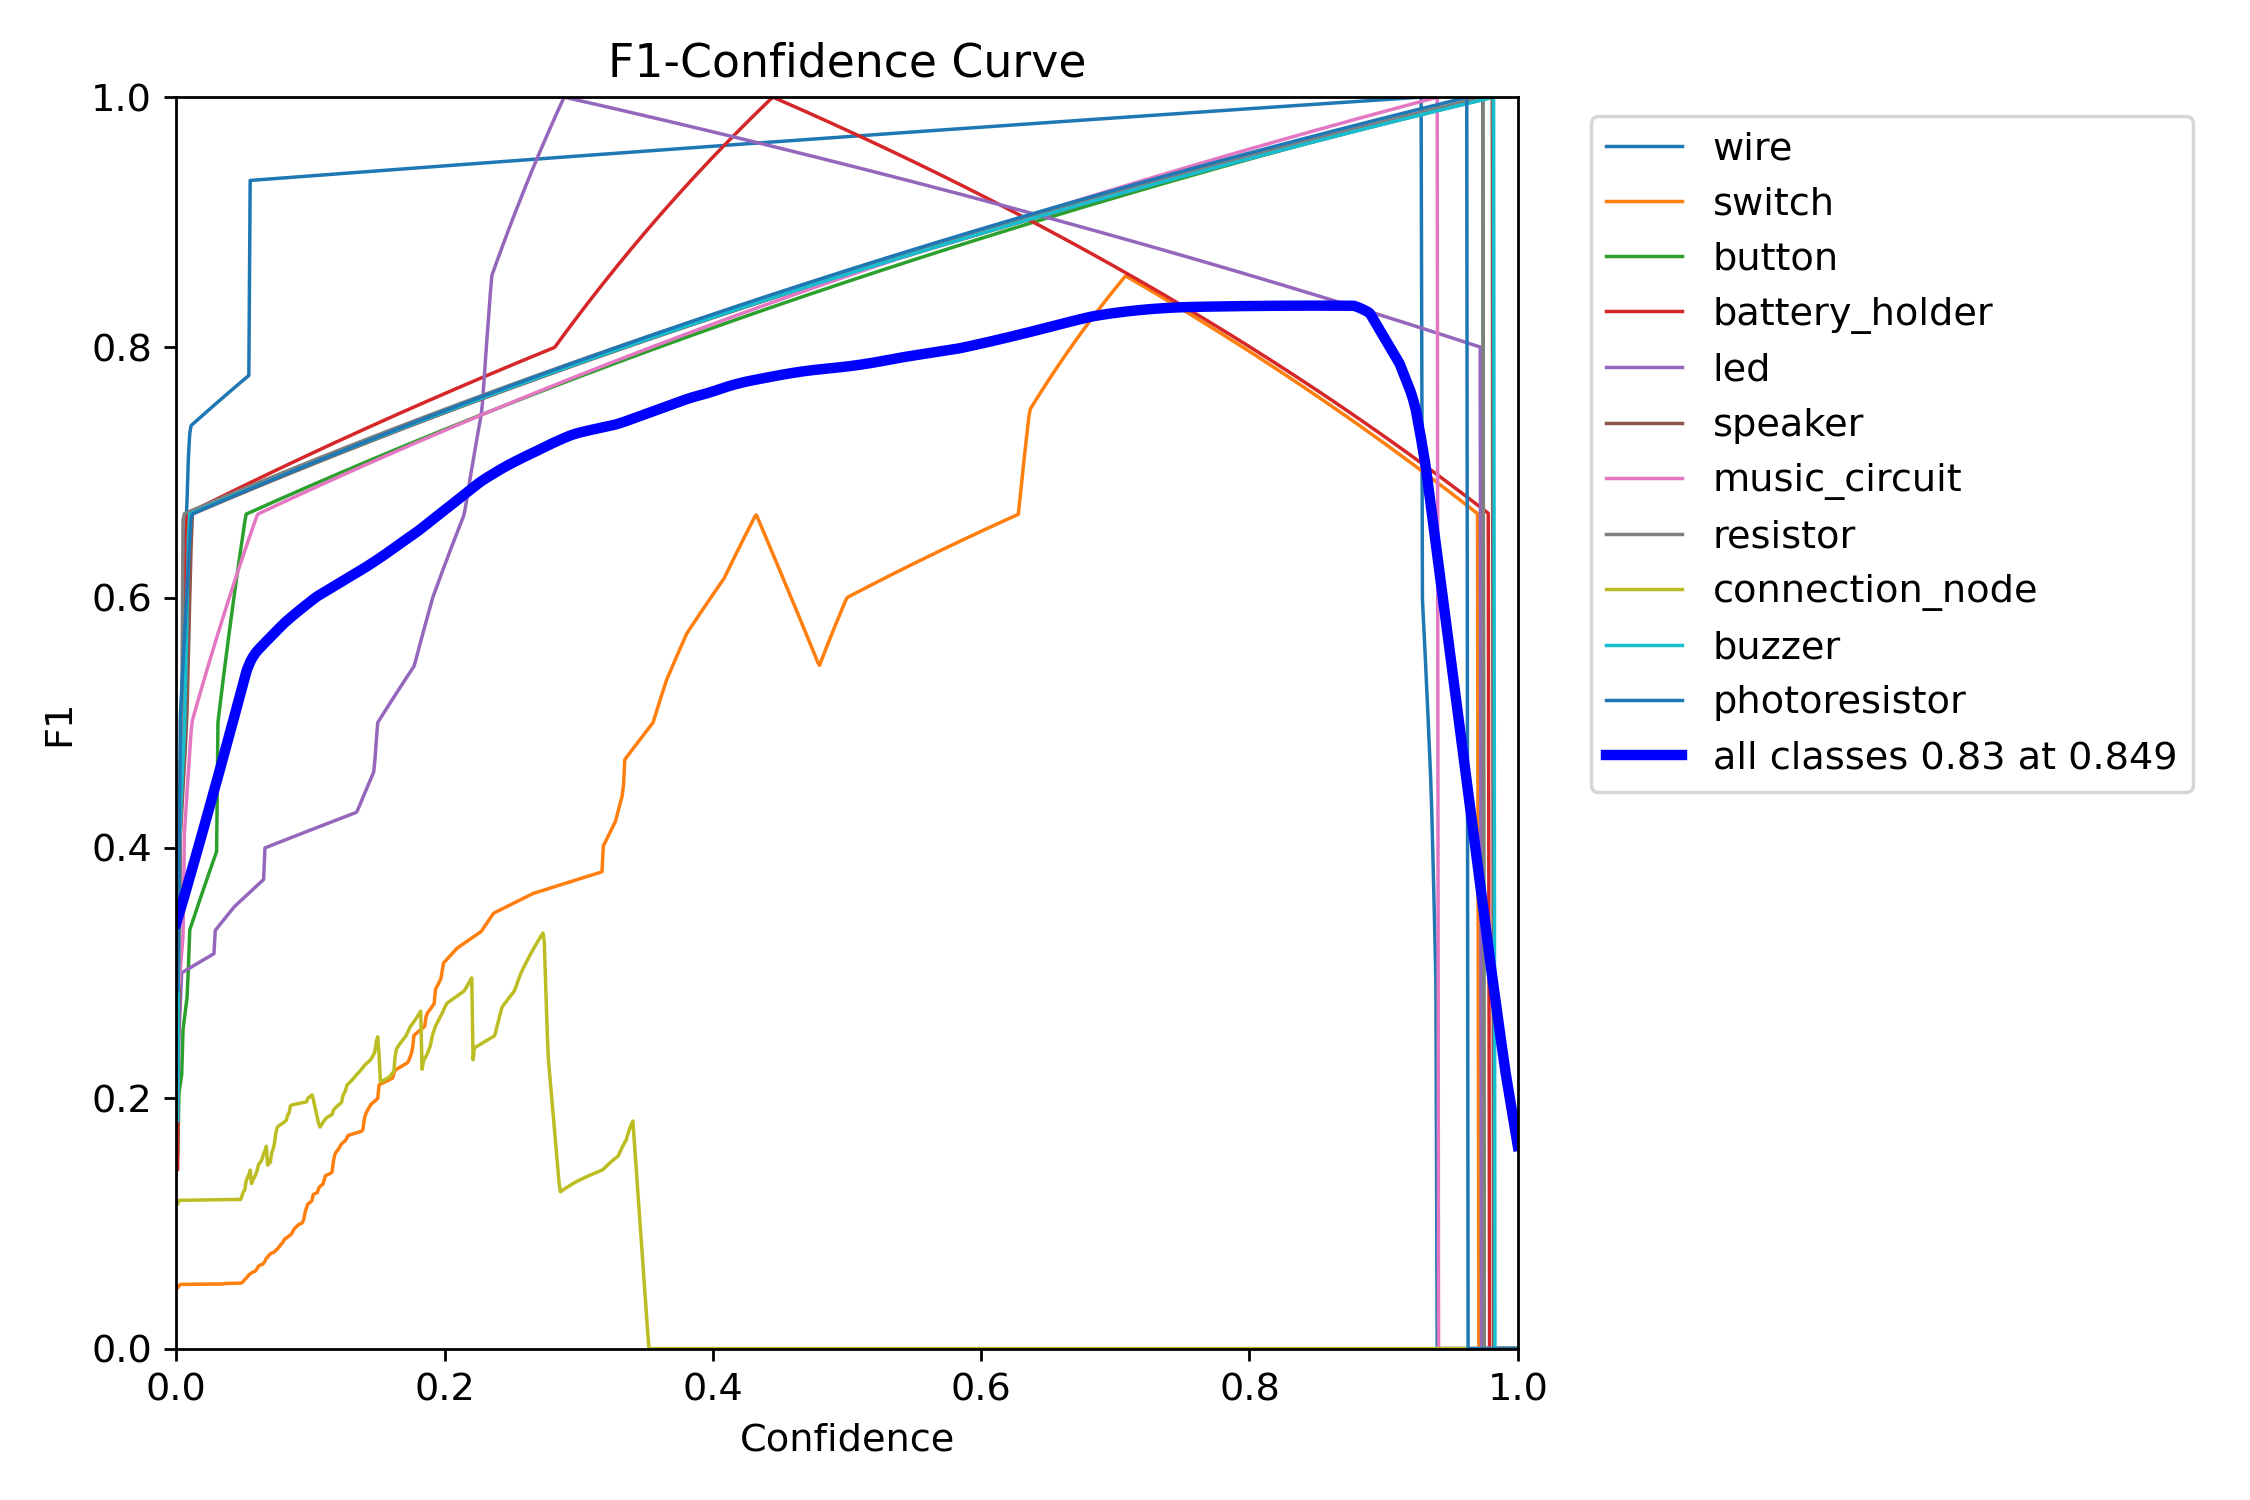 F1-Confidence Curve
1.0
0.8
0.6
0.4
0.2
0.0
F1
0.0 0.2 0.4 0.6 0.8 1.0
Confidence
wire
switch
button
battery_holder
led
speaker
music_circuit
resistor
connection_node
buzzer
photoresistor
all classes 0.83 at 0.849